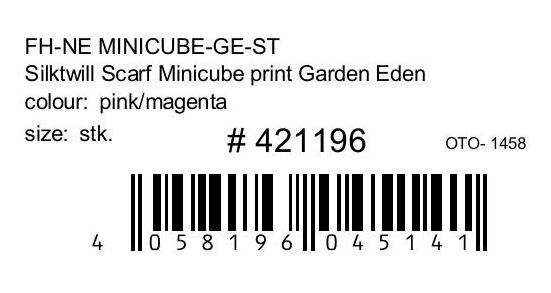 FH-NE MINICUBE-GE-ST
Silktwill Scarf Minicube print Garden Eden
colour: pink/magenta
size: stk.
# 421196
OTO- 1458
4 058196 045141